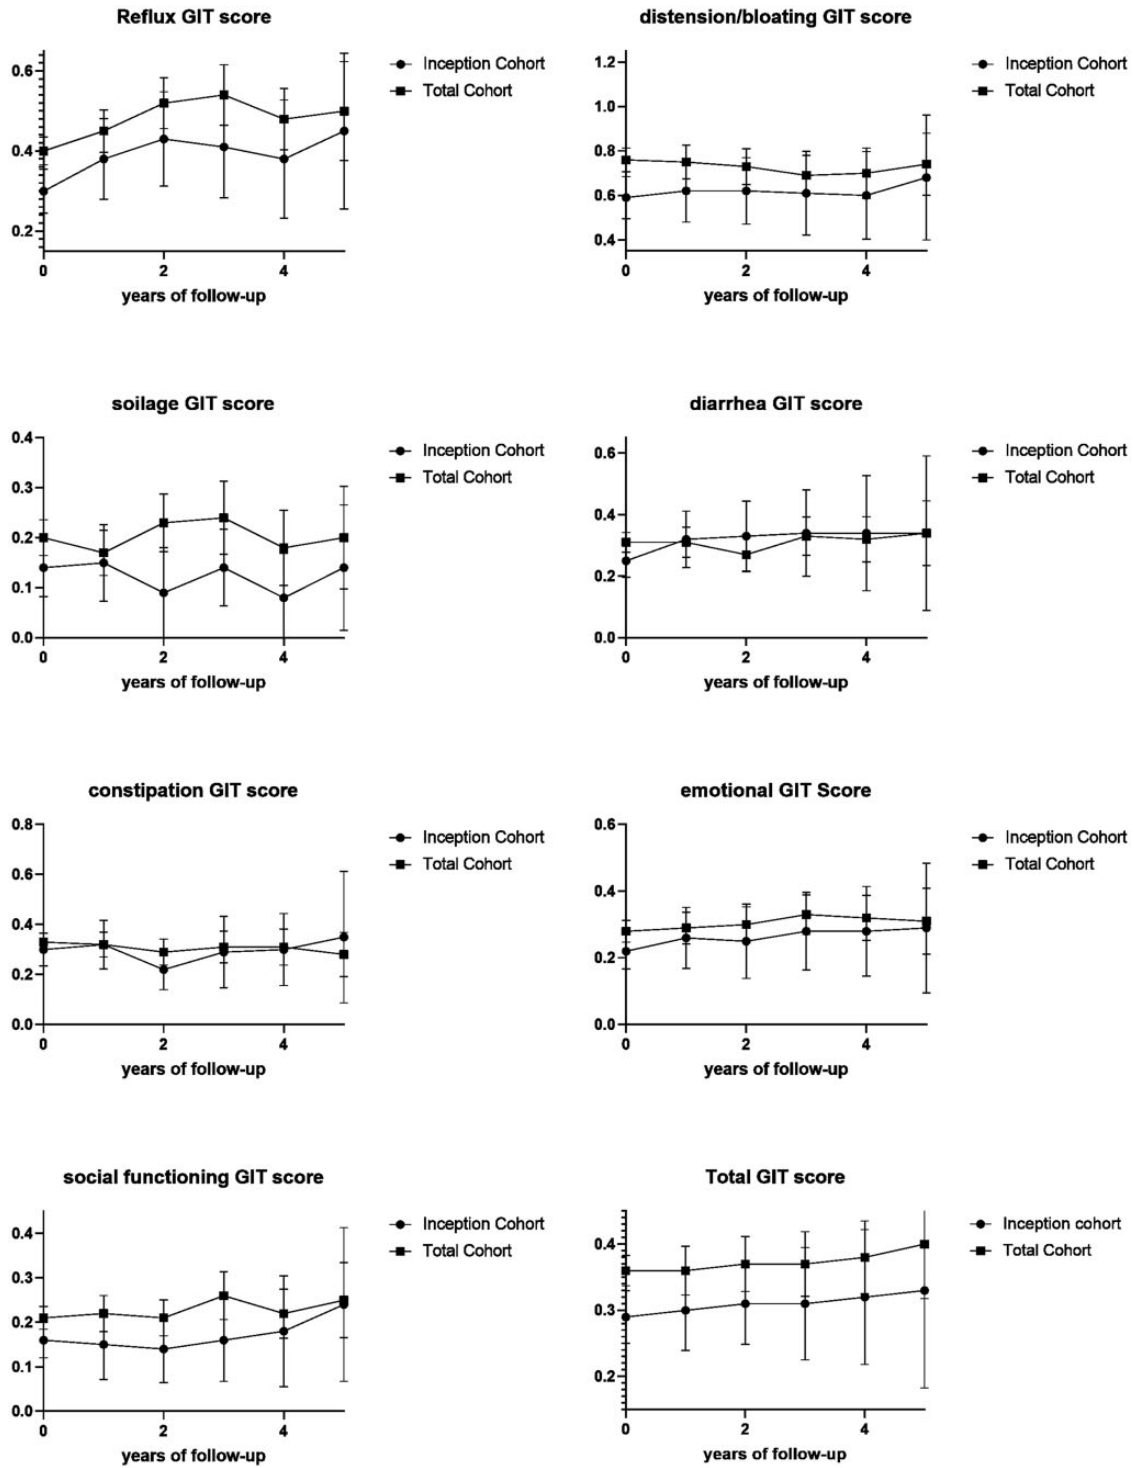 Reflux GIT score
0.6
0.4
0.2
0 2 4
years of follow-up
Inception Cohort
Total Cohort
distension/bloating GIT score
1.2
1.0
0.8
0.6
0.4
0 2 4
years of follow-up
Inception Cohort
Total Cohort
soilage GIT score
0.4
0.3
0.2
0.1
0.0
0 2 4
years of follow-up
Inception Cohort
Total Cohort
diarrhea GIT score
0.6
0.4
0.2
0.0
0 2 4
years of follow-up
Inception Cohort
Total Cohort
constipation GIT score
0.8
0.6
0.4
0.2
0.0
0 2 4
years of follow-up
Inception Cohort
Total Cohort
emotional GIT Score
0.6
0.4
0.2
0.0
0 2 4
years of follow-up
Inception Cohort
Total Cohort
social functioning GIT score
0.4
0.3
0.2
0.1
0.0
0 2 4
years of follow-up
Inception Cohort
Total Cohort
Total GIT score
0.4
0.3
0.2
0 2 4
years of follow-up
Inception cohort
Total Cohort